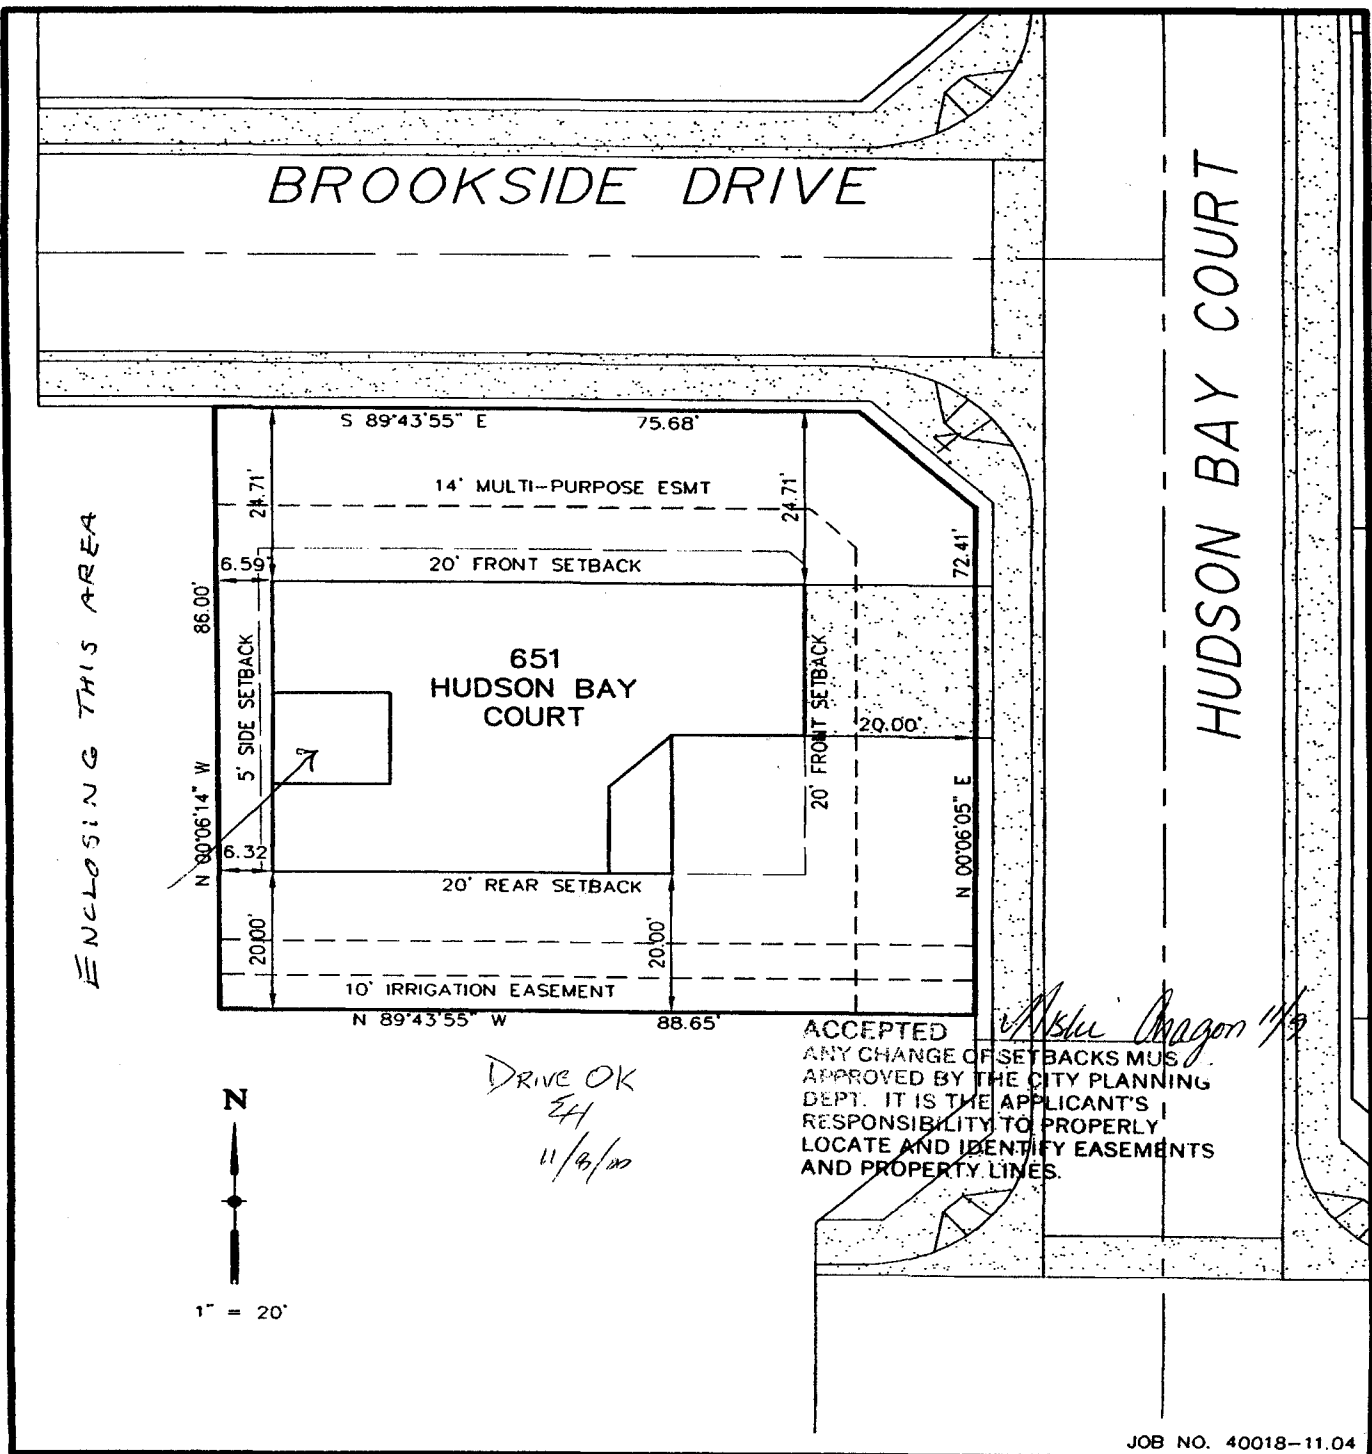 BROOKSIDE DRIVE
HUDSON BAY COURT
S 89°43'55" E
75.68'
24.71'
14' MULTI-PURPOSE ESMT
24.71'
72.41'
6.59'
20' FRONT SETBACK
86.00'
ENCLOSING THIS AREA
5' SIDE SETBACK
651
HUDSON BAY
COURT
20' FRONT SETBACK
20.00'
N 00°06'14" W
N 00°06'05" E
6.32
20' REAR SETBACK
20.00'
20.00'
10' IRRIGATION EASEMENT
N 89°43'55" W
88.65'
ACCEPTED
ANY CHANGE OF SETBACKS MUS
APPROVED BY THE CITY PLANNING
DEPT. IT IS THE APPLICANT'S
RESPONSIBILITY TO PROPERLY
LOCATE AND IDENTIFY EASEMENTS
AND PROPERTY LINES.
DRIVE OK
EH
N
1" = 20'
JOB NO. 40018-11.04